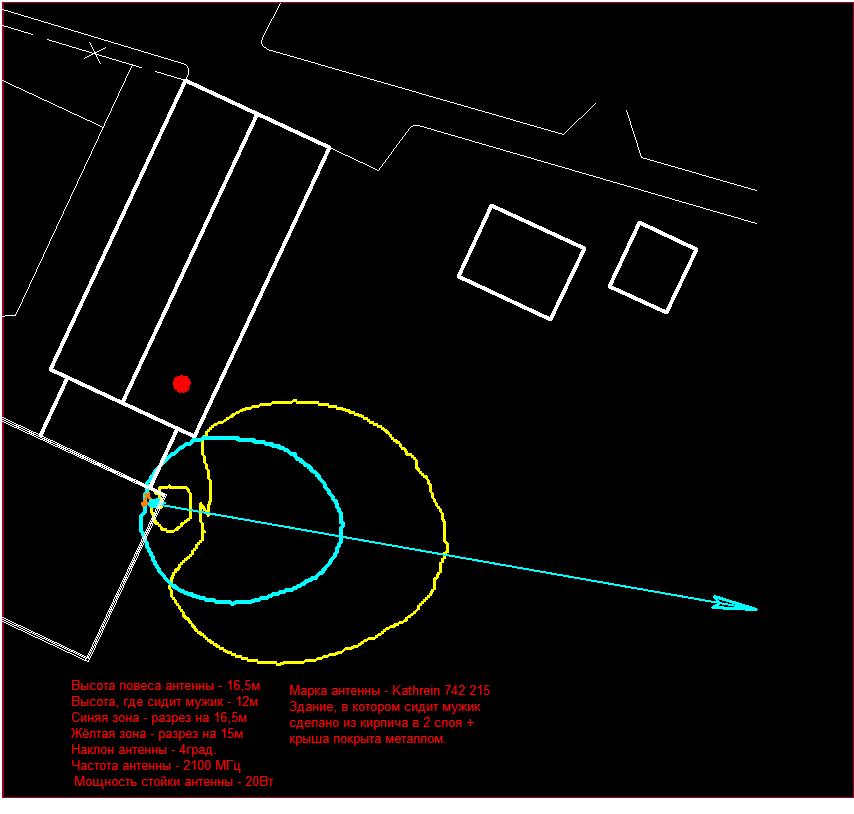 Высота повеса антенны - 16,5м
Высота, где сидит мужик - 12м
Синяя зона - разрез на 16,5м
Жёлтая зона - разрез на 15м
Наклон антенны - 4град.
Частота антенны - 2100 МГц
Мощность стойки антенны - 20Вт
Марка антенны - Kathrein 742 215
Здание, в котором сидит мужик
сделано из кирпича в 2 слоя +
крыша покрыта металлом.